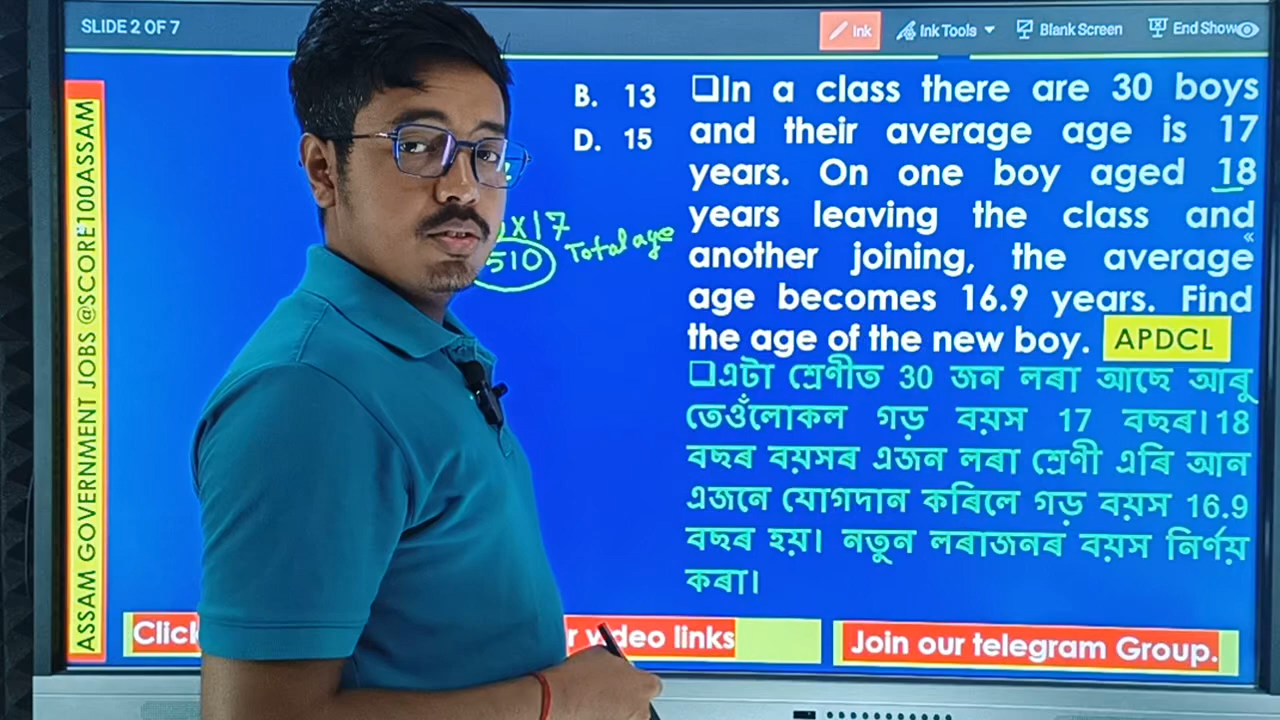 SLIDE 2 OF 7
Ink Ink Tools Blank Screen End Show
ASSAM GOVERNMENT JOBS @SCORE100ASSAM
B. 13
D. 15
x17
510 Total age
❑In a class there are 30 boys
and their average age is 17
years. On one boy aged 18
years leaving the class and
another joining, the average
age becomes 16.9 years. Find
the age of the new boy. APDCL
❑এটা শ্ৰেণীত 30 জন লৰা আছে আৰু
তেওঁলোকল গড় বয়স 17 বছৰ।18
বছৰ বয়সৰ এজন লৰা শ্ৰেণী এৰি আন
এজনে যোগদান কৰিলে গড় বয়স 16.9
বছৰ হয়। নতুন লৰাজনৰ বয়স নিৰ্ণয়
কৰা।
Click video links
Join our telegram Group.